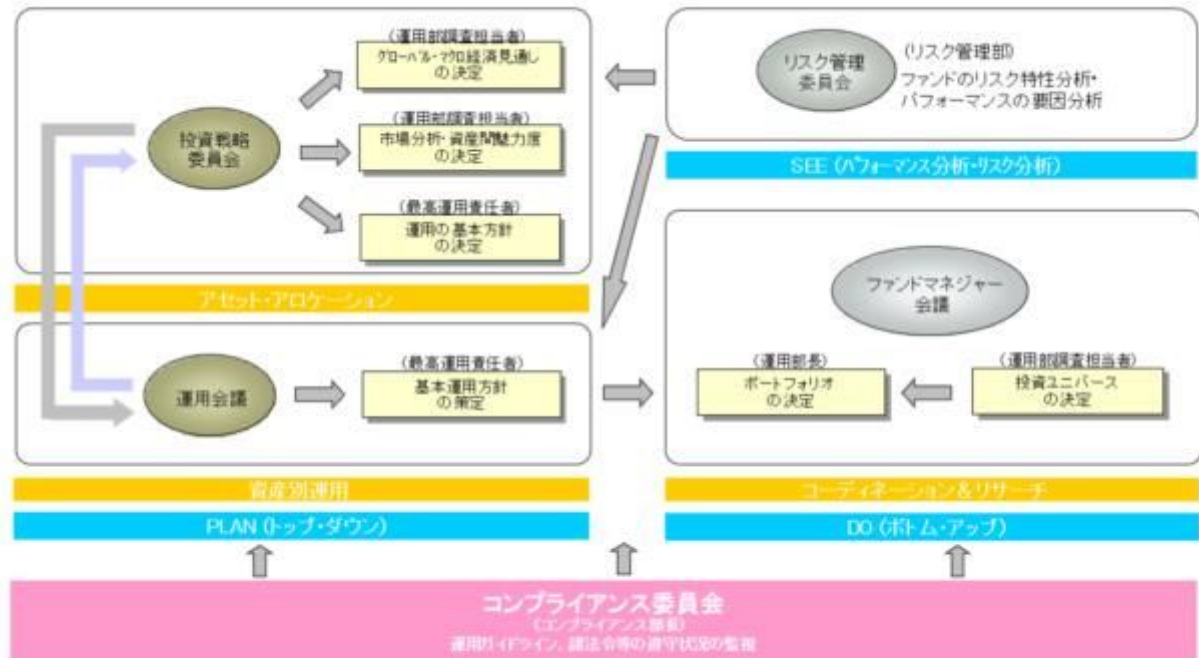 (運用部調査担当者)
グローバル・マクロ経済見通し
の決定
投資戦略
委員会
(運用部調査担当者)
市場分析・資産間魅力度
の決定
(最高運用責任者)
運用の基本方針
の決定
アセット・アロケーション
運用会議
(最高運用責任者)
基本運用方針
の策定
資産別運用
PLAN (トップ・ダウン)
リスク管理
委員会
(リスク管理部)
ファンドのリスク特性分析・
パフォーマンスの要因分析
SEE (パフォーマンス分析・リスク分析)
ファンドマネジャー
会議
(運用部長)
ポートフォリオ
の決定
(運用部調査担当者)
投資ユニバース
の決定
コーディネーション&リサーチ
DO (ボトム・アップ)
コンプライアンス委員会
(コンプライアンス部長)
運用ガイドライン、諸法令等の遵守状況の監視